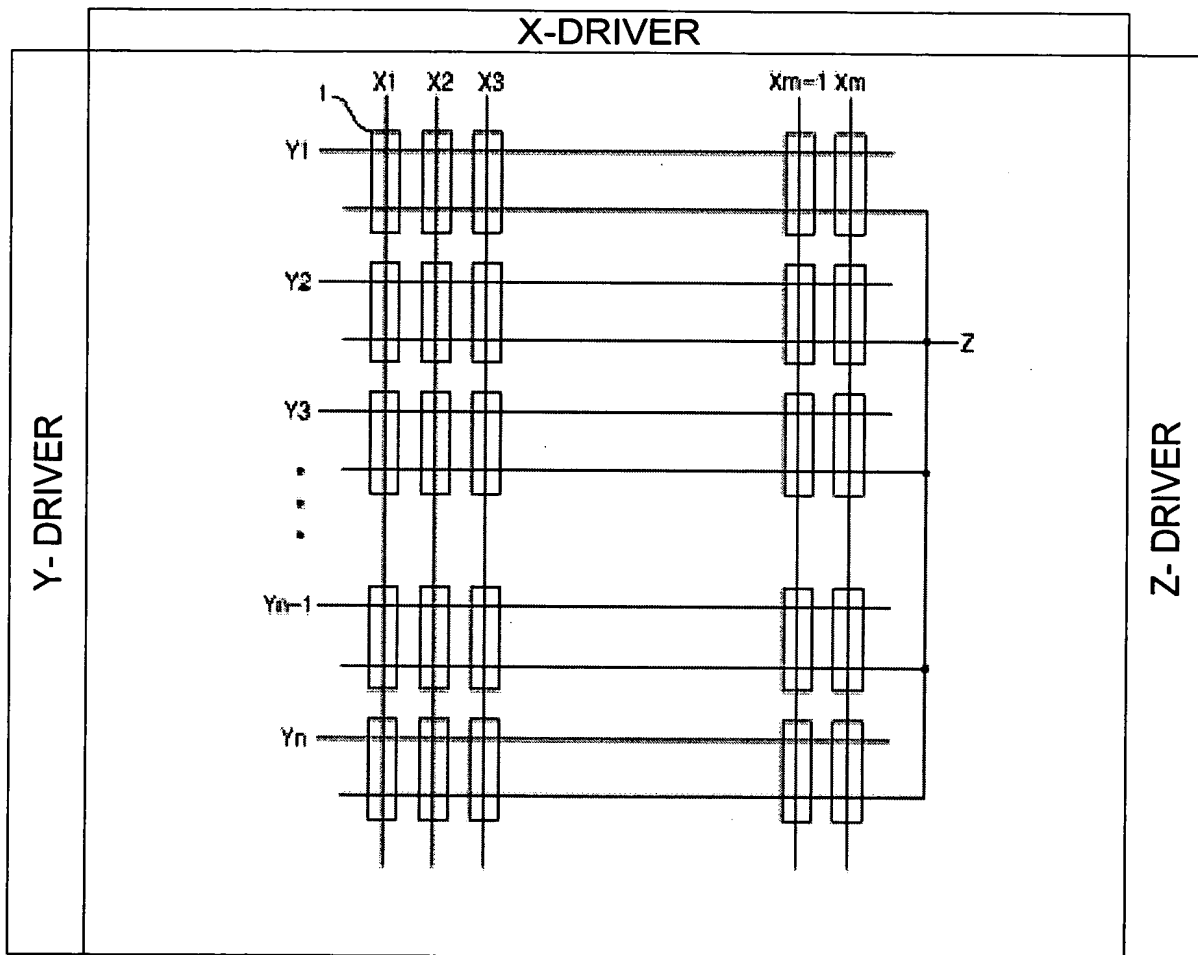 X-DRIVER
X1 X2 X3 Xm-1 Xm
1
Y1
Y2
Z
Y3
Y- DRIVER
Z- DRIVER
Yn-1
Yn